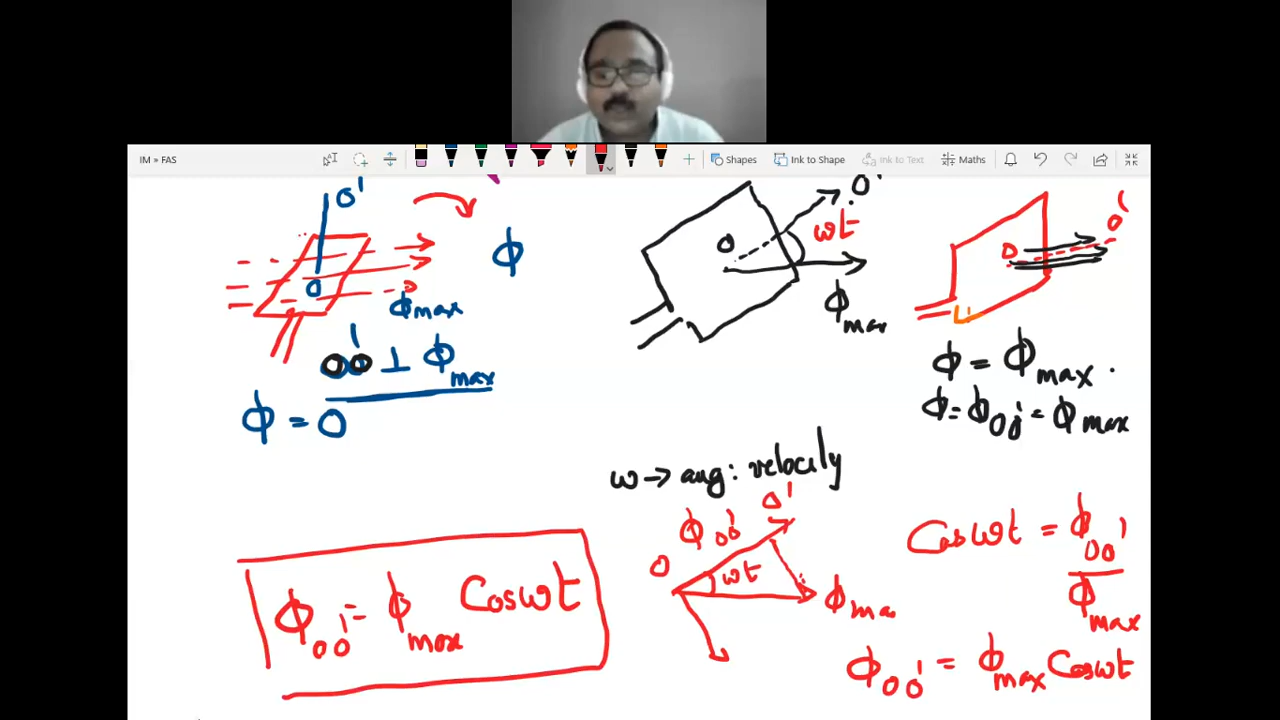 IM » FAS
Shapes
Ink to Shape
Ink to Text
Maths
O'
ϕ
O
ϕmax
OO' ⊥ ϕmax
ϕ = 0
O'
O
ωt
ϕmax
O'
O
ϕ = ϕmax.
ϕ = ϕOO' = ϕmax
ω → ang: velocity
O'
ϕOO'
O
ωt
ϕma
Cosωt = ϕOO' / ϕmax
ϕOO' = ϕmax Cosωt
ϕOO' = ϕmax Cosωt